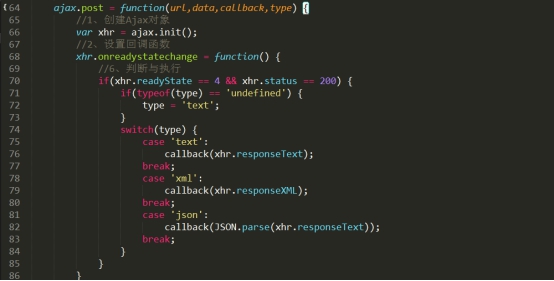 64 ajax.post = function(url,data,callback,type) {
65 //1、创建Ajax对象
66 var xhr = ajax.init();
67 //2、设置回调函数
68 xhr.onreadystatechange = function() {
69 //6、判断与执行
70 if(xhr.readyState == 4 && xhr.status == 200) {
71 if(typeof(type) == 'undefined') {
72 type = 'text';
73 }
74 switch(type) {
75 case 'text':
76 callback(xhr.responseText);
77 break;
78 case 'xml':
79 callback(xhr.responseXML);
80 break;
81 case 'json':
82 callback(JSON.parse(xhr.responseText));
83 break;
84 }
85 }
86 }